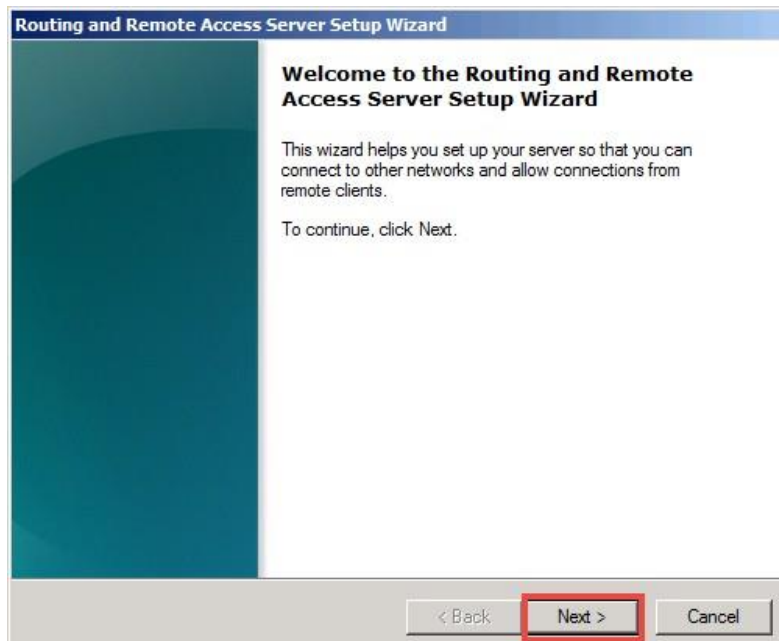 Routing and Remote Access Server Setup Wizard
Welcome to the Routing and Remote
Access Server Setup Wizard
This wizard helps you set up your server so that you can
connect to other networks and allow connections from
remote clients.
To continue, click Next.
< Back
Next >
Cancel